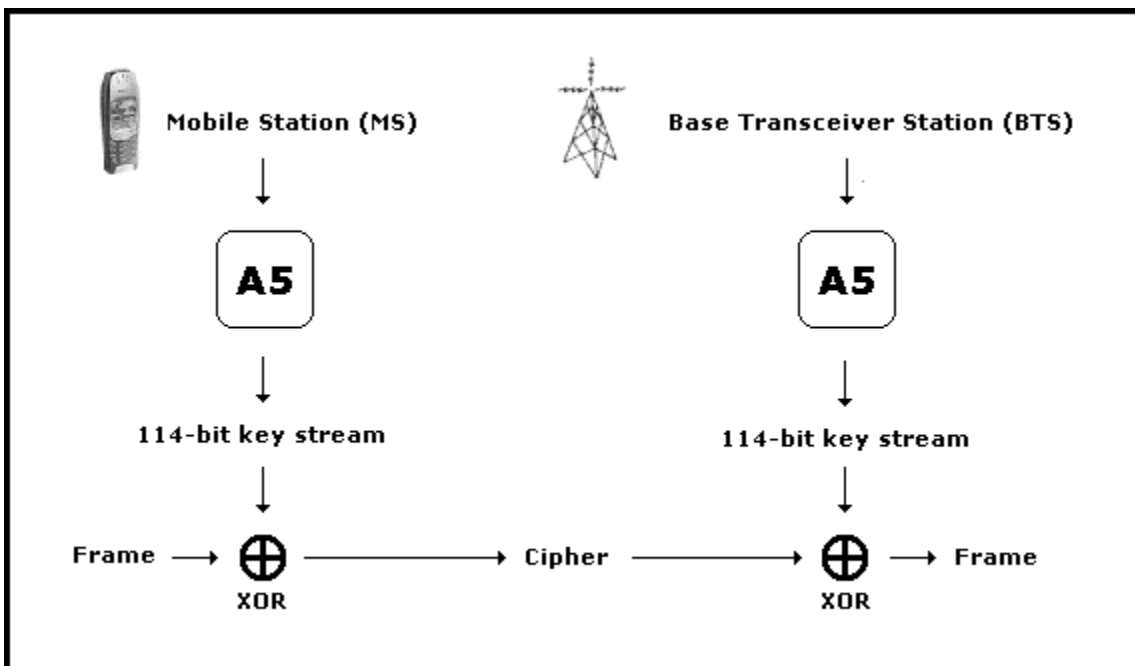 Mobile Station (MS)
Base Transceiver Station (BTS)
A5
A5
114-bit key stream
114-bit key stream
Frame
Cipher
Frame
XOR
XOR